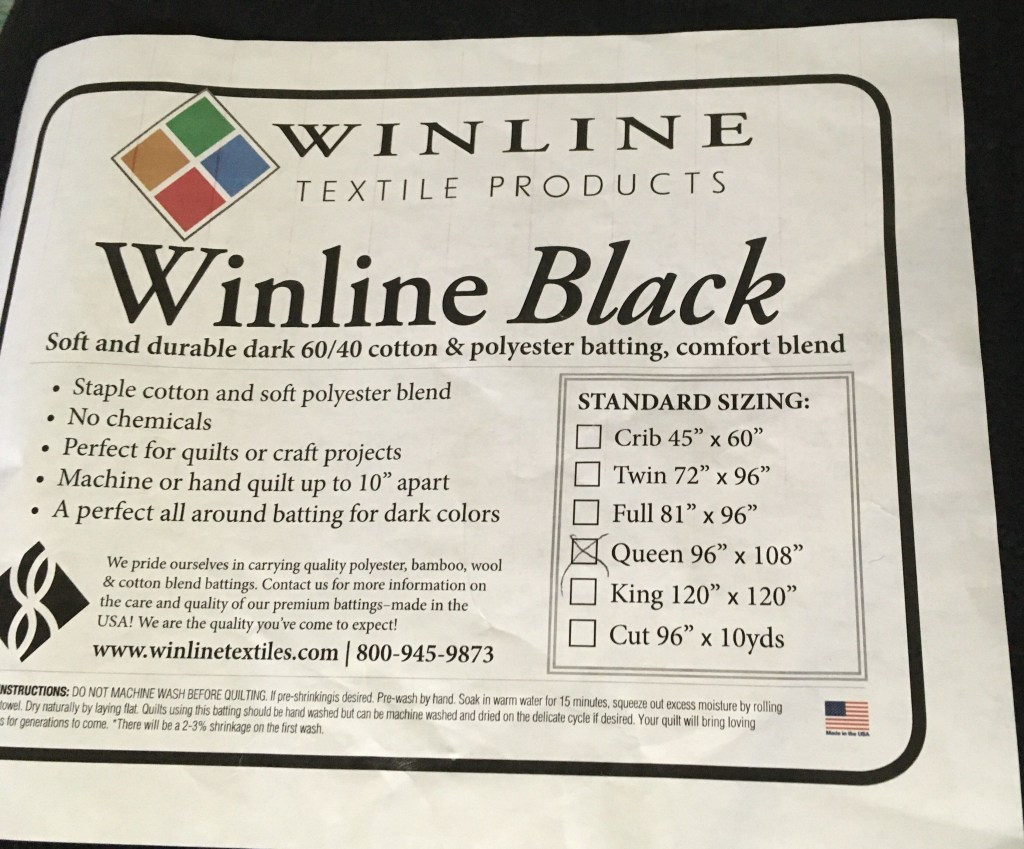 WINLINE
TEXTILE PRODUCTS
Winline Black
Soft and durable dark 60/40 cotton & polyester batting, comfort blend
• Staple cotton and soft polyester blend
• No chemicals
• Perfect for quilts or craft projects
• Machine or hand quilt up to 10” apart
• A perfect all around batting for dark colors
STANDARD SIZING:
Crib 45” x 60”
Twin 72” x 96”
Full 81” x 96”
Queen 96” x 108”
King 120” x 120”
Cut 96” x 10yds
We pride ourselves in carrying quality polyester, bamboo, wool
& cotton blend battings. Contact us for more information on
the care and quality of our premium battings–made in the
USA! We are the quality you’ve come to expect!
www.winlinetextiles.com | 800-945-9873
NSTRUCTIONS: DO NOT MACHINE WASH BEFORE QUILTING. If pre-shrinkingis desired. Pre-wash by hand. Soak in warm water for 15 minutes, squeeze out excess moisture by rolling
towel. Dry naturally by laying flat. Quilts using this batting should be hand washed but can be machine washed and dried on the delicate cycle if desired. Your quilt will bring loving
s for generations to come. *There will be a 2-3% shrinkage on the first wash.
Made in the USA